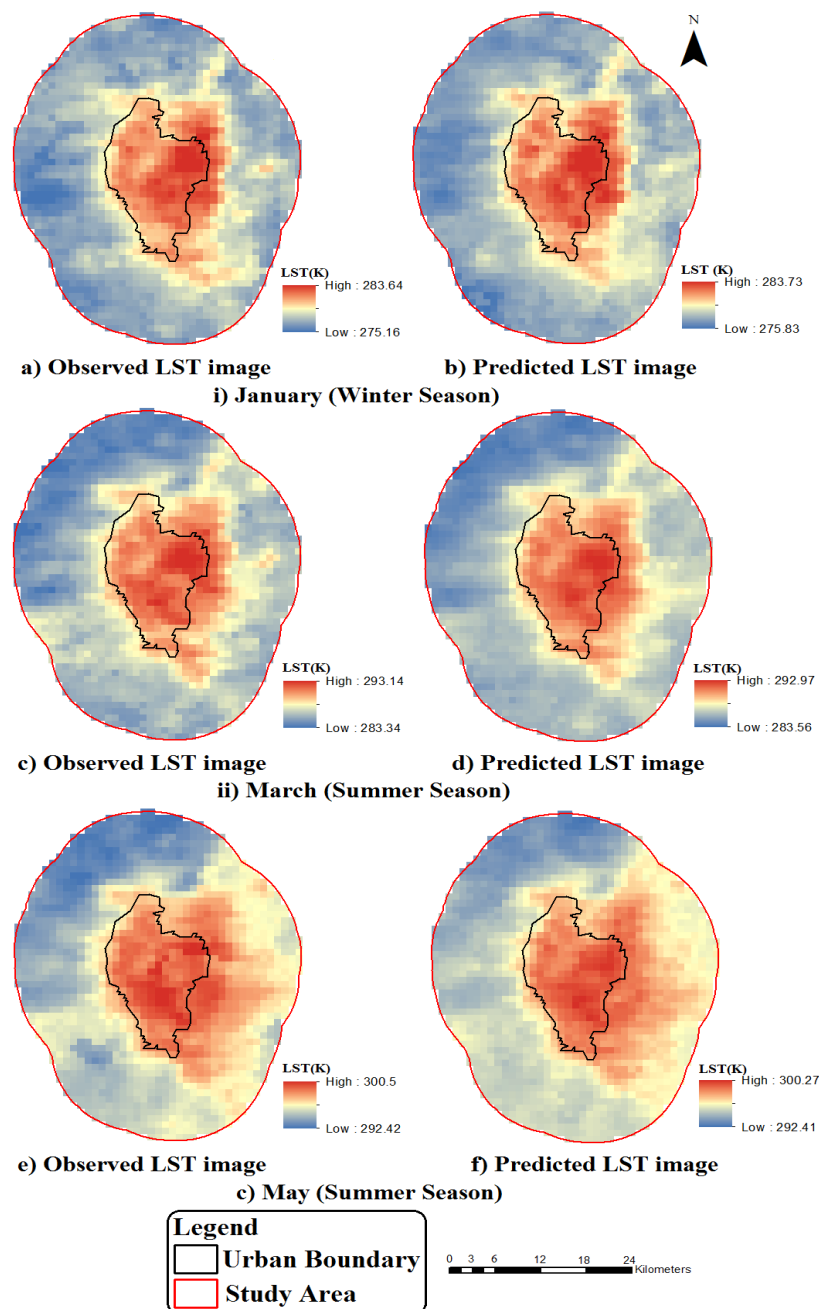 N
LST(K)
High : 283.64
Low : 275.16
LST (K)
High : 283.73
Low : 275.83
a) Observed LST image
b) Predicted LST image
i) January (Winter Season)
LST(K)
High : 293.14
Low : 283.34
LST(K)
High : 292.97
Low : 283.56
c) Observed LST image
d) Predicted LST image
ii) March (Summer Season)
LST(K)
High : 300.5
Low : 292.42
LST(K)
High : 300.27
Low : 292.41
e) Observed LST image
f) Predicted LST image
c) May (Summer Season)
Legend
Urban Boundary
Study Area
0 3 6 12 18 24
Kilometers